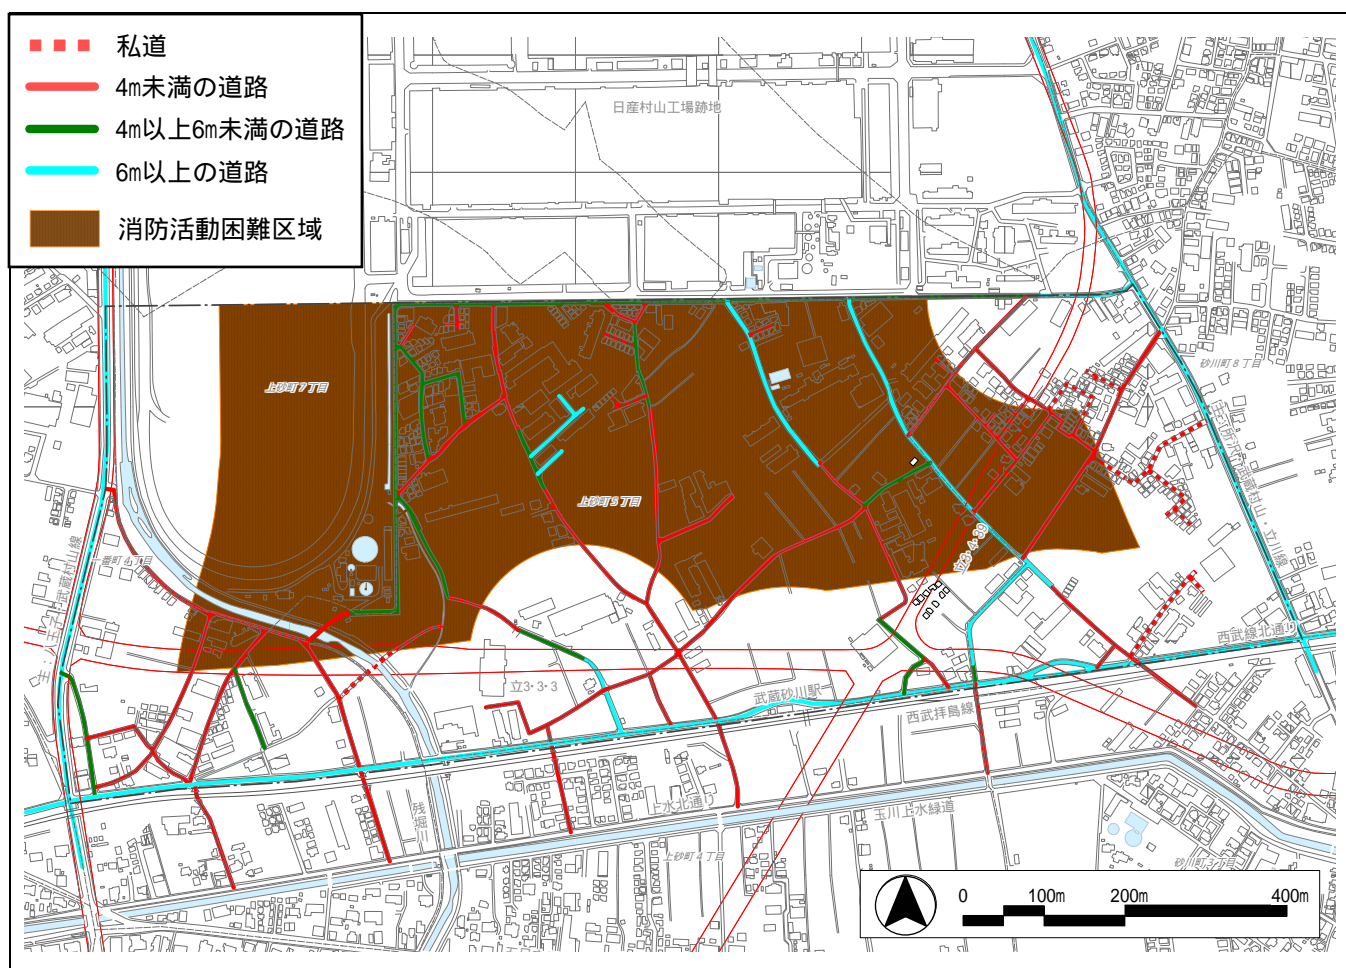 私道
4m未満の道路
4m以上6m未満の道路
6m以上の道路
消防活動困難区域
日産村山工場跡地
上砂町7丁目
砂川町8丁目
上砂町5丁目
一番町4丁目
立3・4・39
西武線北通り
立3・3・3
武蔵砂川駅
西武拝島線
残堀川
上水北通り
玉川上水緑道
上砂町4丁目
砂川町3丁目
0 100m 200m 400m